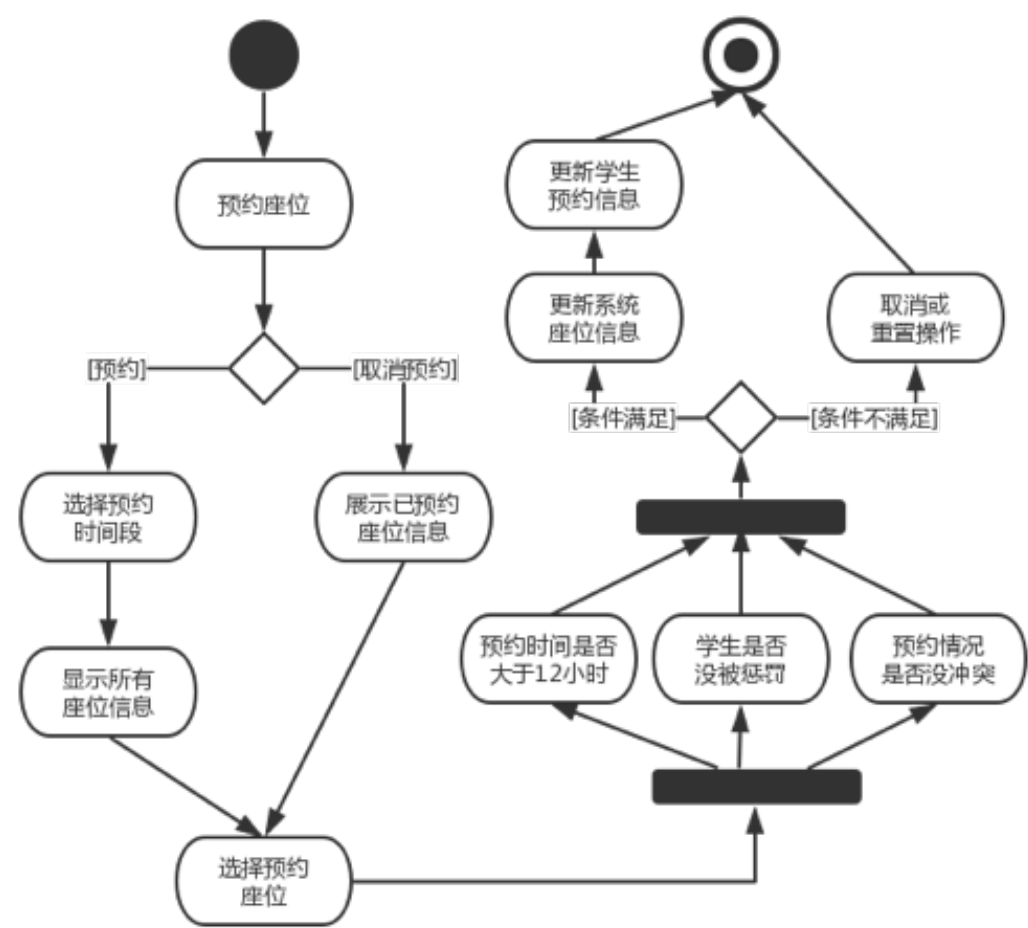 预约座位
[预约]
[取消预约]
选择预约
时间段
展示已预约
座位信息
显示所有
座位信息
选择预约
座位
预约时间是否
大于12小时
学生是否
没被惩罚
预约情况
是否没冲突
[条件满足]
[条件不满足]
更新系统
座位信息
取消或
重置操作
更新学生
预约信息